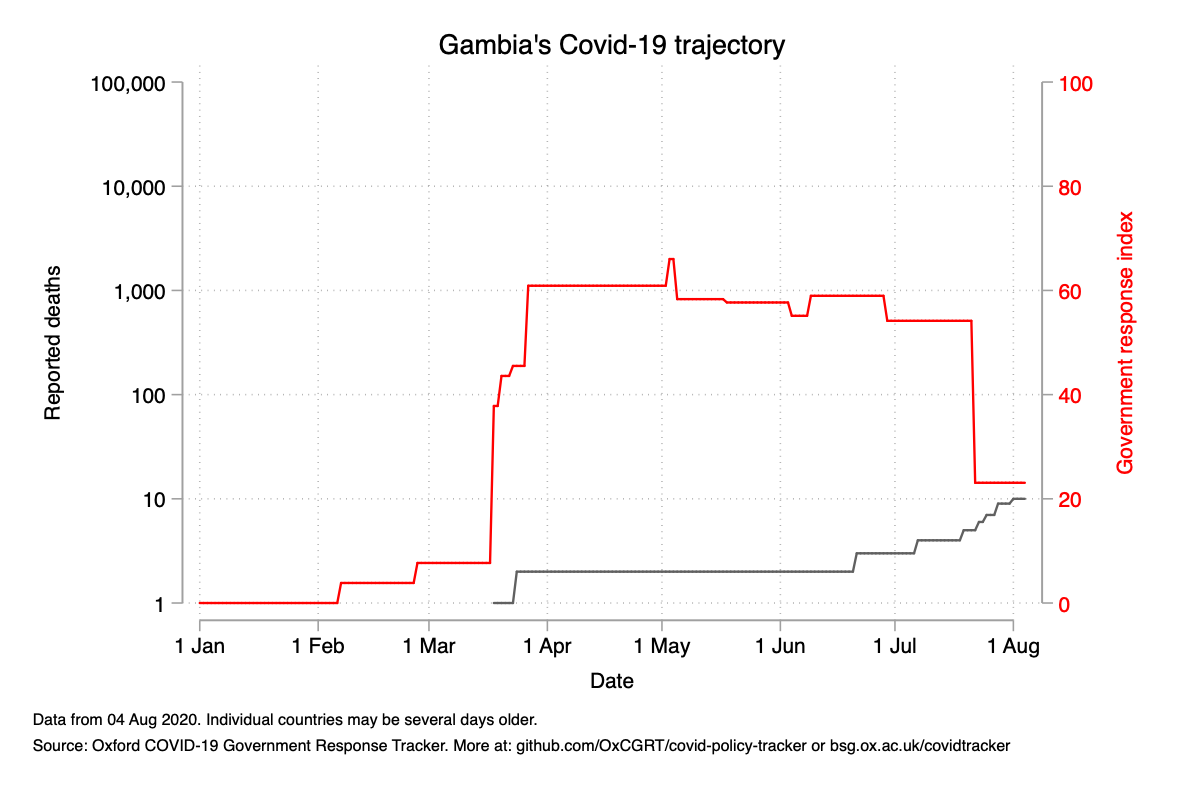 Gambia's Covid-19 trajectory
100,000
10,000
1,000
100
10
1
Reported deaths
100
80
60
40
20
0
Government response index
1 Jan
1 Feb
1 Mar
1 Apr
1 May
1 Jun
1 Jul
1 Aug
Date
Data from 04 Aug 2020. Individual countries may be several days older.
Source: Oxford COVID-19 Government Response Tracker. More at: github.com/OxCGRT/covid-policy-tracker or bsg.ox.ac.uk/covidtracker